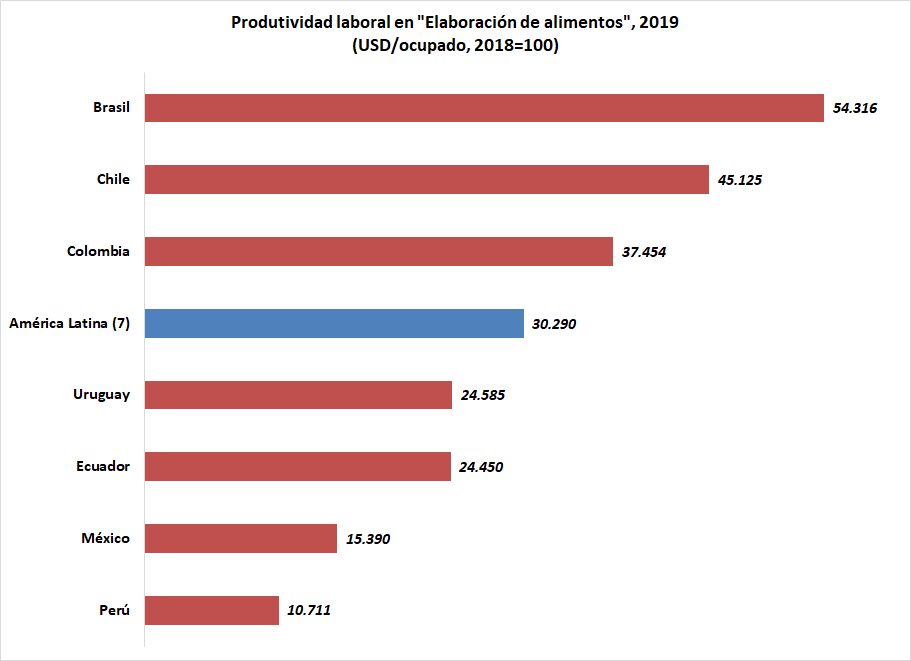 Produtividad laboral en "Elaboración de alimentos", 2019
(USD/ocupado, 2018=100)
Brasil 54.316
Chile 45.125
Colombia 37.454
América Latina (7) 30.290
Uruguay 24.585
Ecuador 24.450
México 15.390
Perú 10.711